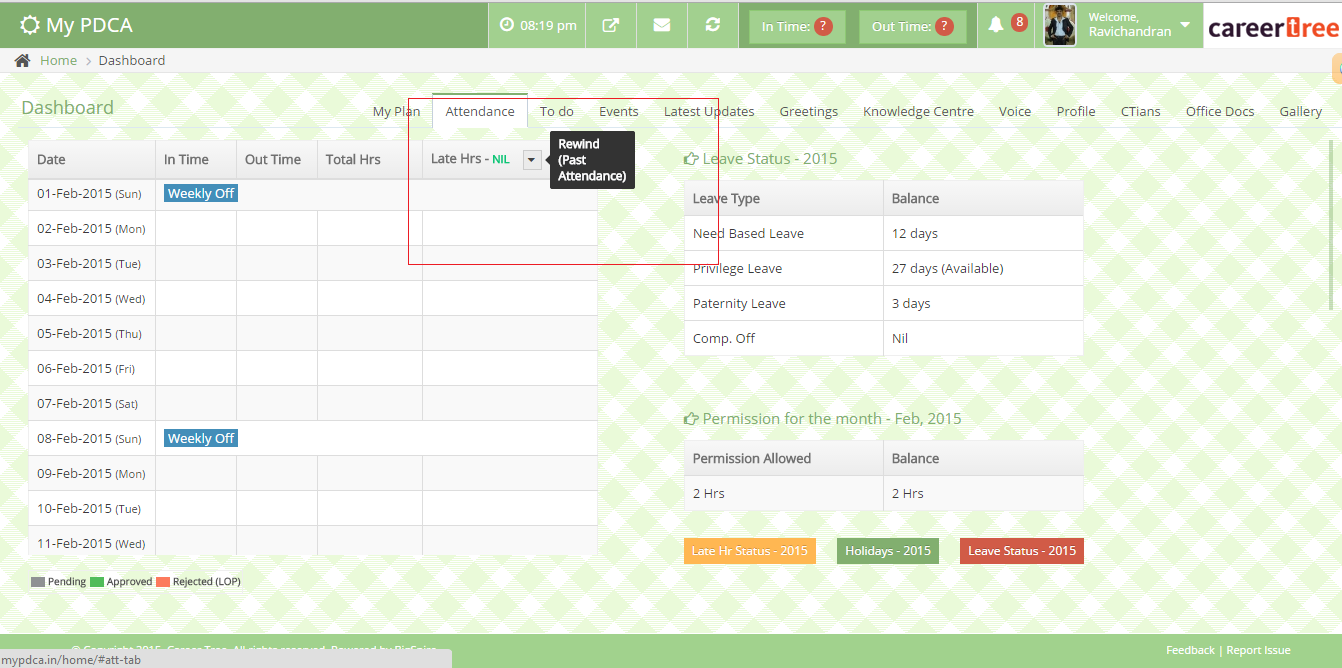 My PDCA
08:19 pm
In Time: ?
Out Time: ?
8
Welcome,
Ravichandran
careertree
Home > Dashboard
Dashboard
My Plan Attendance To do Events Latest Updates Greetings Knowledge Centre Voice Profile CTians Office Docs Gallery
Date In Time Out Time Total Hrs Late Hrs - NIL
Rewind
(Past
Attendance)
01-Feb-2015 (Sun) Weekly Off
02-Feb-2015 (Mon)
03-Feb-2015 (Tue)
04-Feb-2015 (Wed)
05-Feb-2015 (Thu)
06-Feb-2015 (Fri)
07-Feb-2015 (Sat)
08-Feb-2015 (Sun) Weekly Off
09-Feb-2015 (Mon)
10-Feb-2015 (Tue)
11-Feb-2015 (Wed)
Pending Approved Rejected (LOP)
Leave Status - 2015
Leave Type Balance
Need Based Leave 12 days
Privilege Leave 27 days (Available)
Paternity Leave 3 days
Comp. Off Nil
Permission for the month - Feb, 2015
Permission Allowed Balance
2 Hrs 2 Hrs
Late Hr Status - 2015 Holidays - 2015 Leave Status - 2015
© Copyright 2015, Career Tree. All rights reserved. Powered by
Feedback | Report Issue
mypdca.in/home/#att-tab